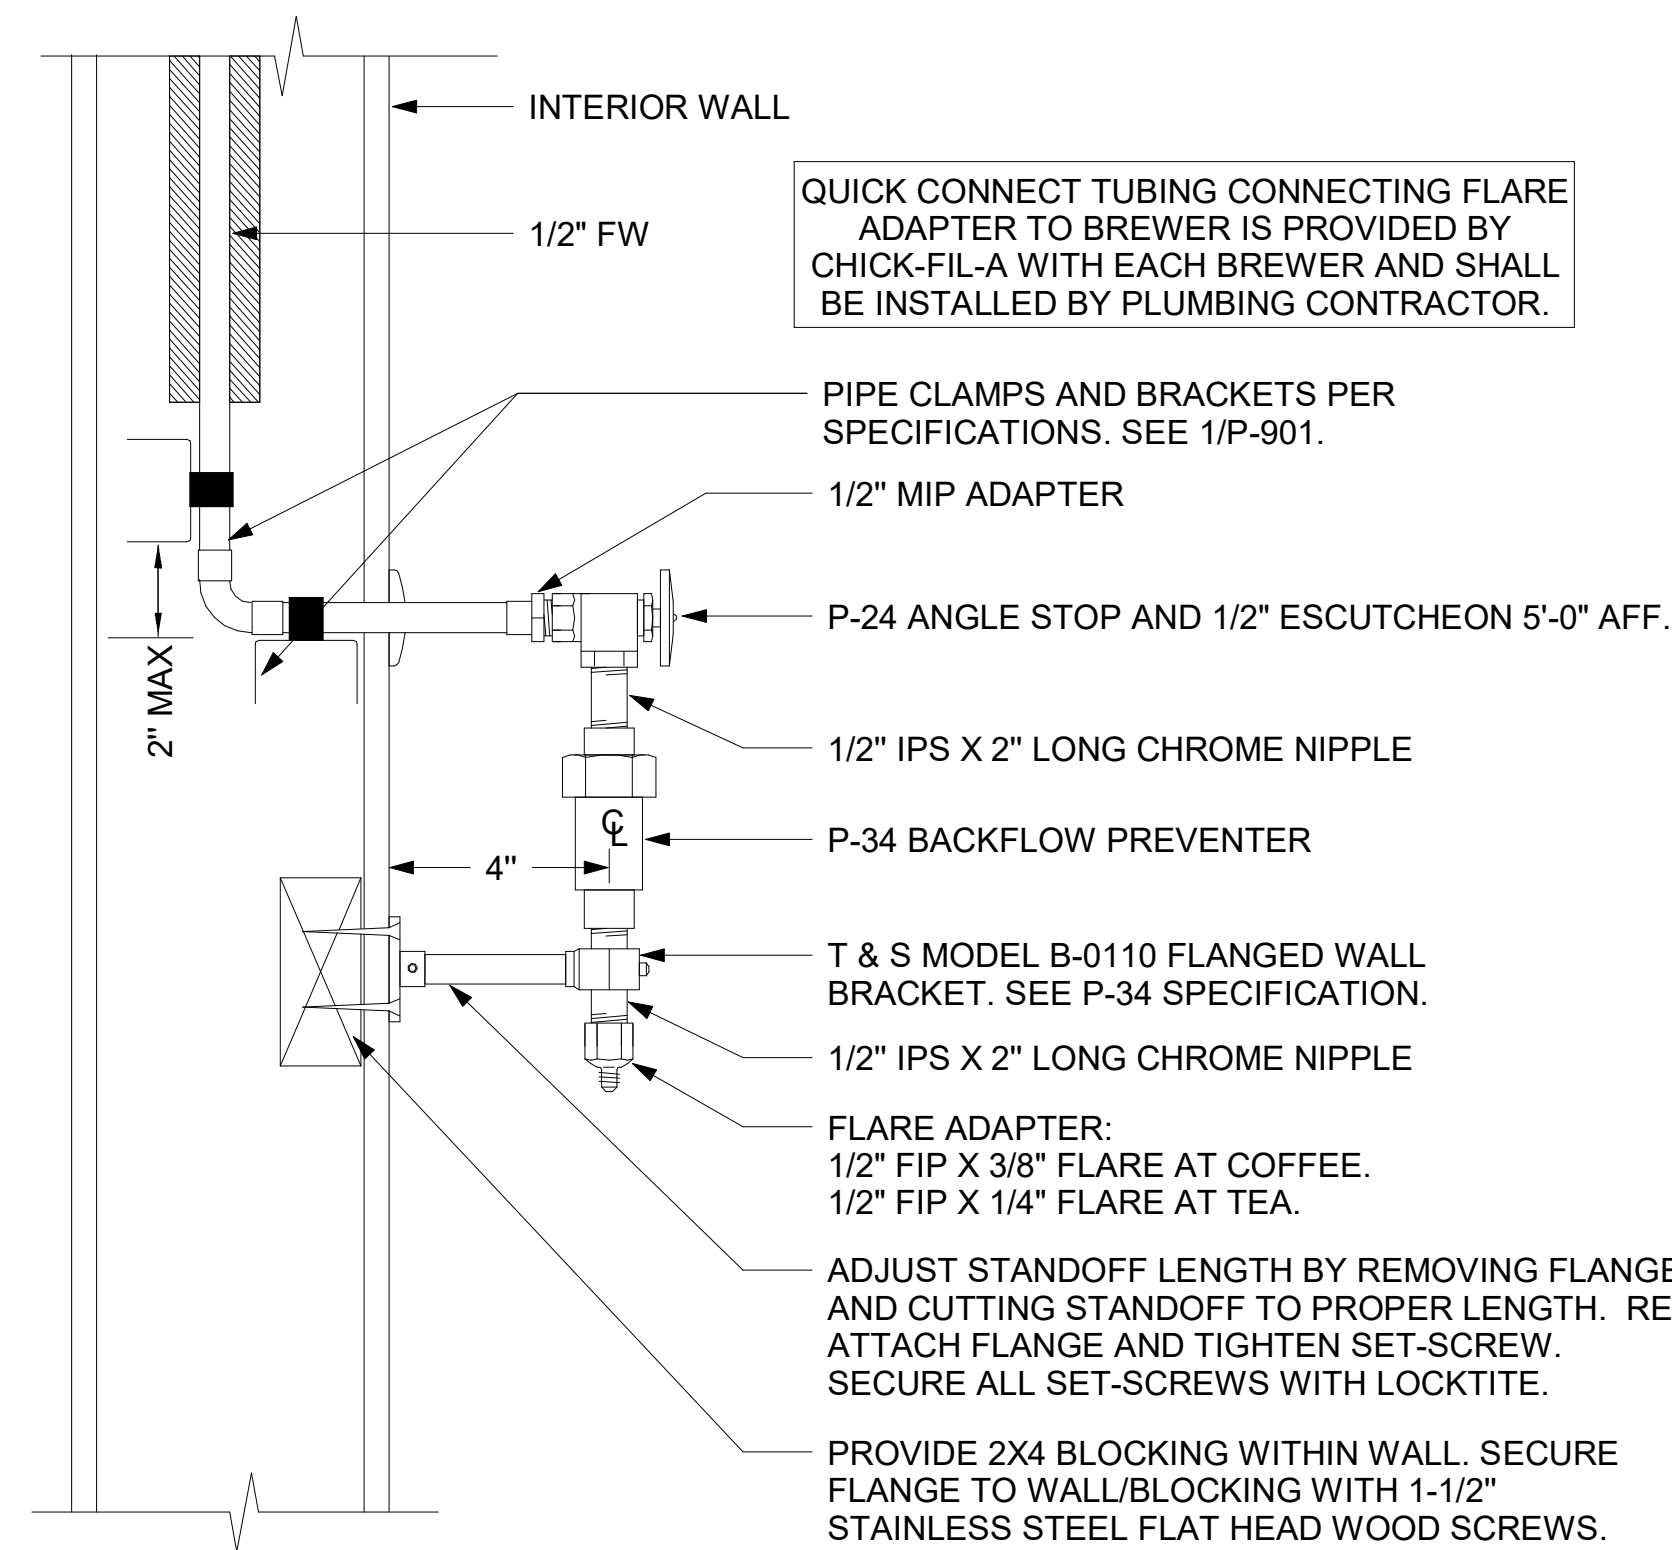 INTERIOR WALL
1/2" FW
QUICK CONNECT TUBING CONNECTING FLARE
ADAPTER TO BREWER IS PROVIDED BY
CHICK-FIL-A WITH EACH BREWER AND SHALL
BE INSTALLED BY PLUMBING CONTRACTOR.
PIPE CLAMPS AND BRACKETS PER
SPECIFICATIONS. SEE 1/P-901.
1/2" MIP ADAPTER
P-24 ANGLE STOP AND 1/2" ESCUTCHEON 5'-0" AFF.
2" MAX
1/2" IPS X 2" LONG CHROME NIPPLE
CL
P-34 BACKFLOW PREVENTER
4"
T & S MODEL B-0110 FLANGED WALL
BRACKET. SEE P-34 SPECIFICATION.
1/2" IPS X 2" LONG CHROME NIPPLE
FLARE ADAPTER:
1/2" FIP X 3/8" FLARE AT COFFEE.
1/2" FIP X 1/4" FLARE AT TEA.
ADJUST STANDOFF LENGTH BY REMOVING FLANGE
AND CUTTING STANDOFF TO PROPER LENGTH. RE
ATTACH FLANGE AND TIGHTEN SET-SCREW.
SECURE ALL SET-SCREWS WITH LOCKTITE.
PROVIDE 2X4 BLOCKING WITHIN WALL. SECURE
FLANGE TO WALL/BLOCKING WITH 1-1/2"
STAINLESS STEEL FLAT HEAD WOOD SCREWS.